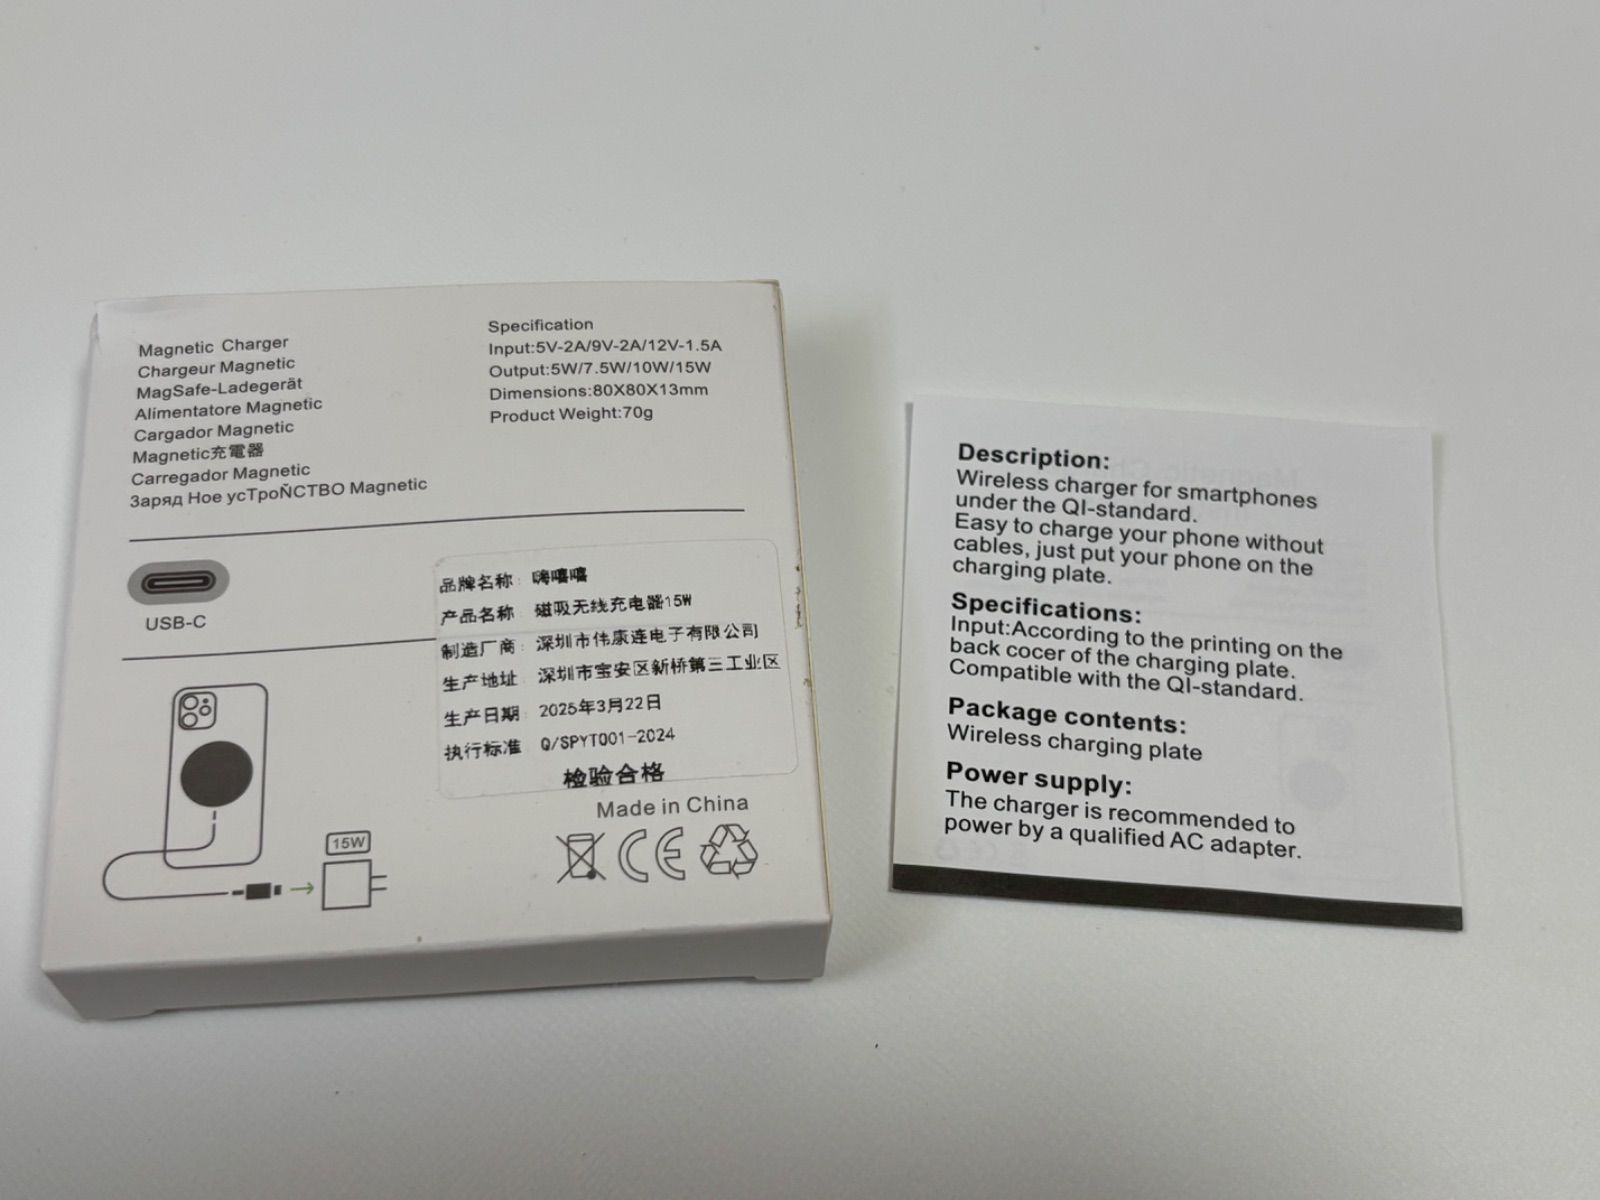 Magnetic Charger
Chargeur Magnetic
MagSafe-Ladegerät
Alimentatore Magnetic
Cargador Magnetic
Magnetic充電器
Carregador Magnetic
Заряд Ное усТроЙСТВО Magnetic
Specification
Input:5V-2A/9V-2A/12V-1.5A
Output:5W/7.5W/10W/15W
Dimensions:80X80X13mm
Product Weight:70g
USB-C
品牌名称: 嗨嘻嘻
产品名称: 磁吸无线充电器15W
制造厂商: 深圳市伟康连电子有限公司
生产地址: 深圳市宝安区新桥第三工业区
生产日期: 2025年3月22日
执行标准: Q/SPYT001-2024
检验合格
Made in China
CE
15W
Description:
Wireless charger for smartphones
under the QI-standard.
Easy to charge your phone without
cables, just put your phone on the
charging plate.
Specifications:
Input:According to the printing on the
back cocer of the charging plate.
Compatible with the QI-standard.
Package contents:
Wireless charging plate
Power supply:
The charger is recommended to
power by a qualified AC adapter.